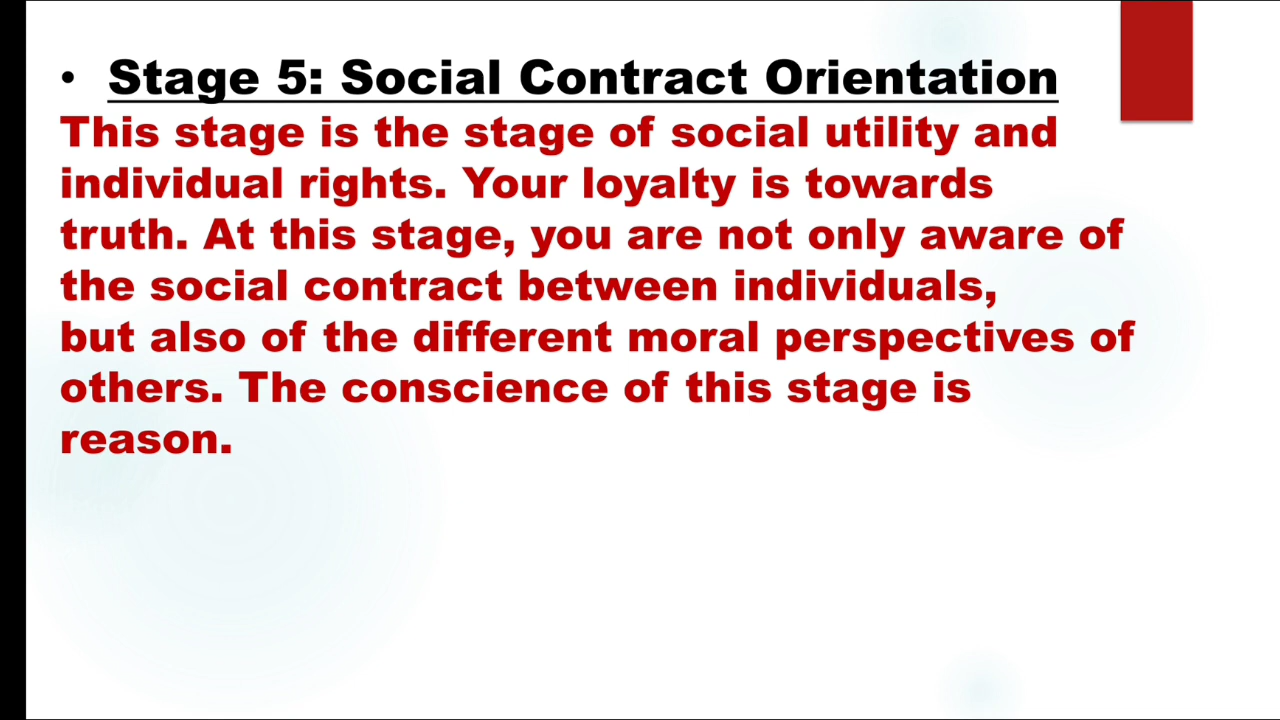 • Stage 5: Social Contract Orientation
This stage is the stage of social utility and
individual rights. Your loyalty is towards
truth. At this stage, you are not only aware of
the social contract between individuals,
but also of the different moral perspectives of
others. The conscience of this stage is
reason.